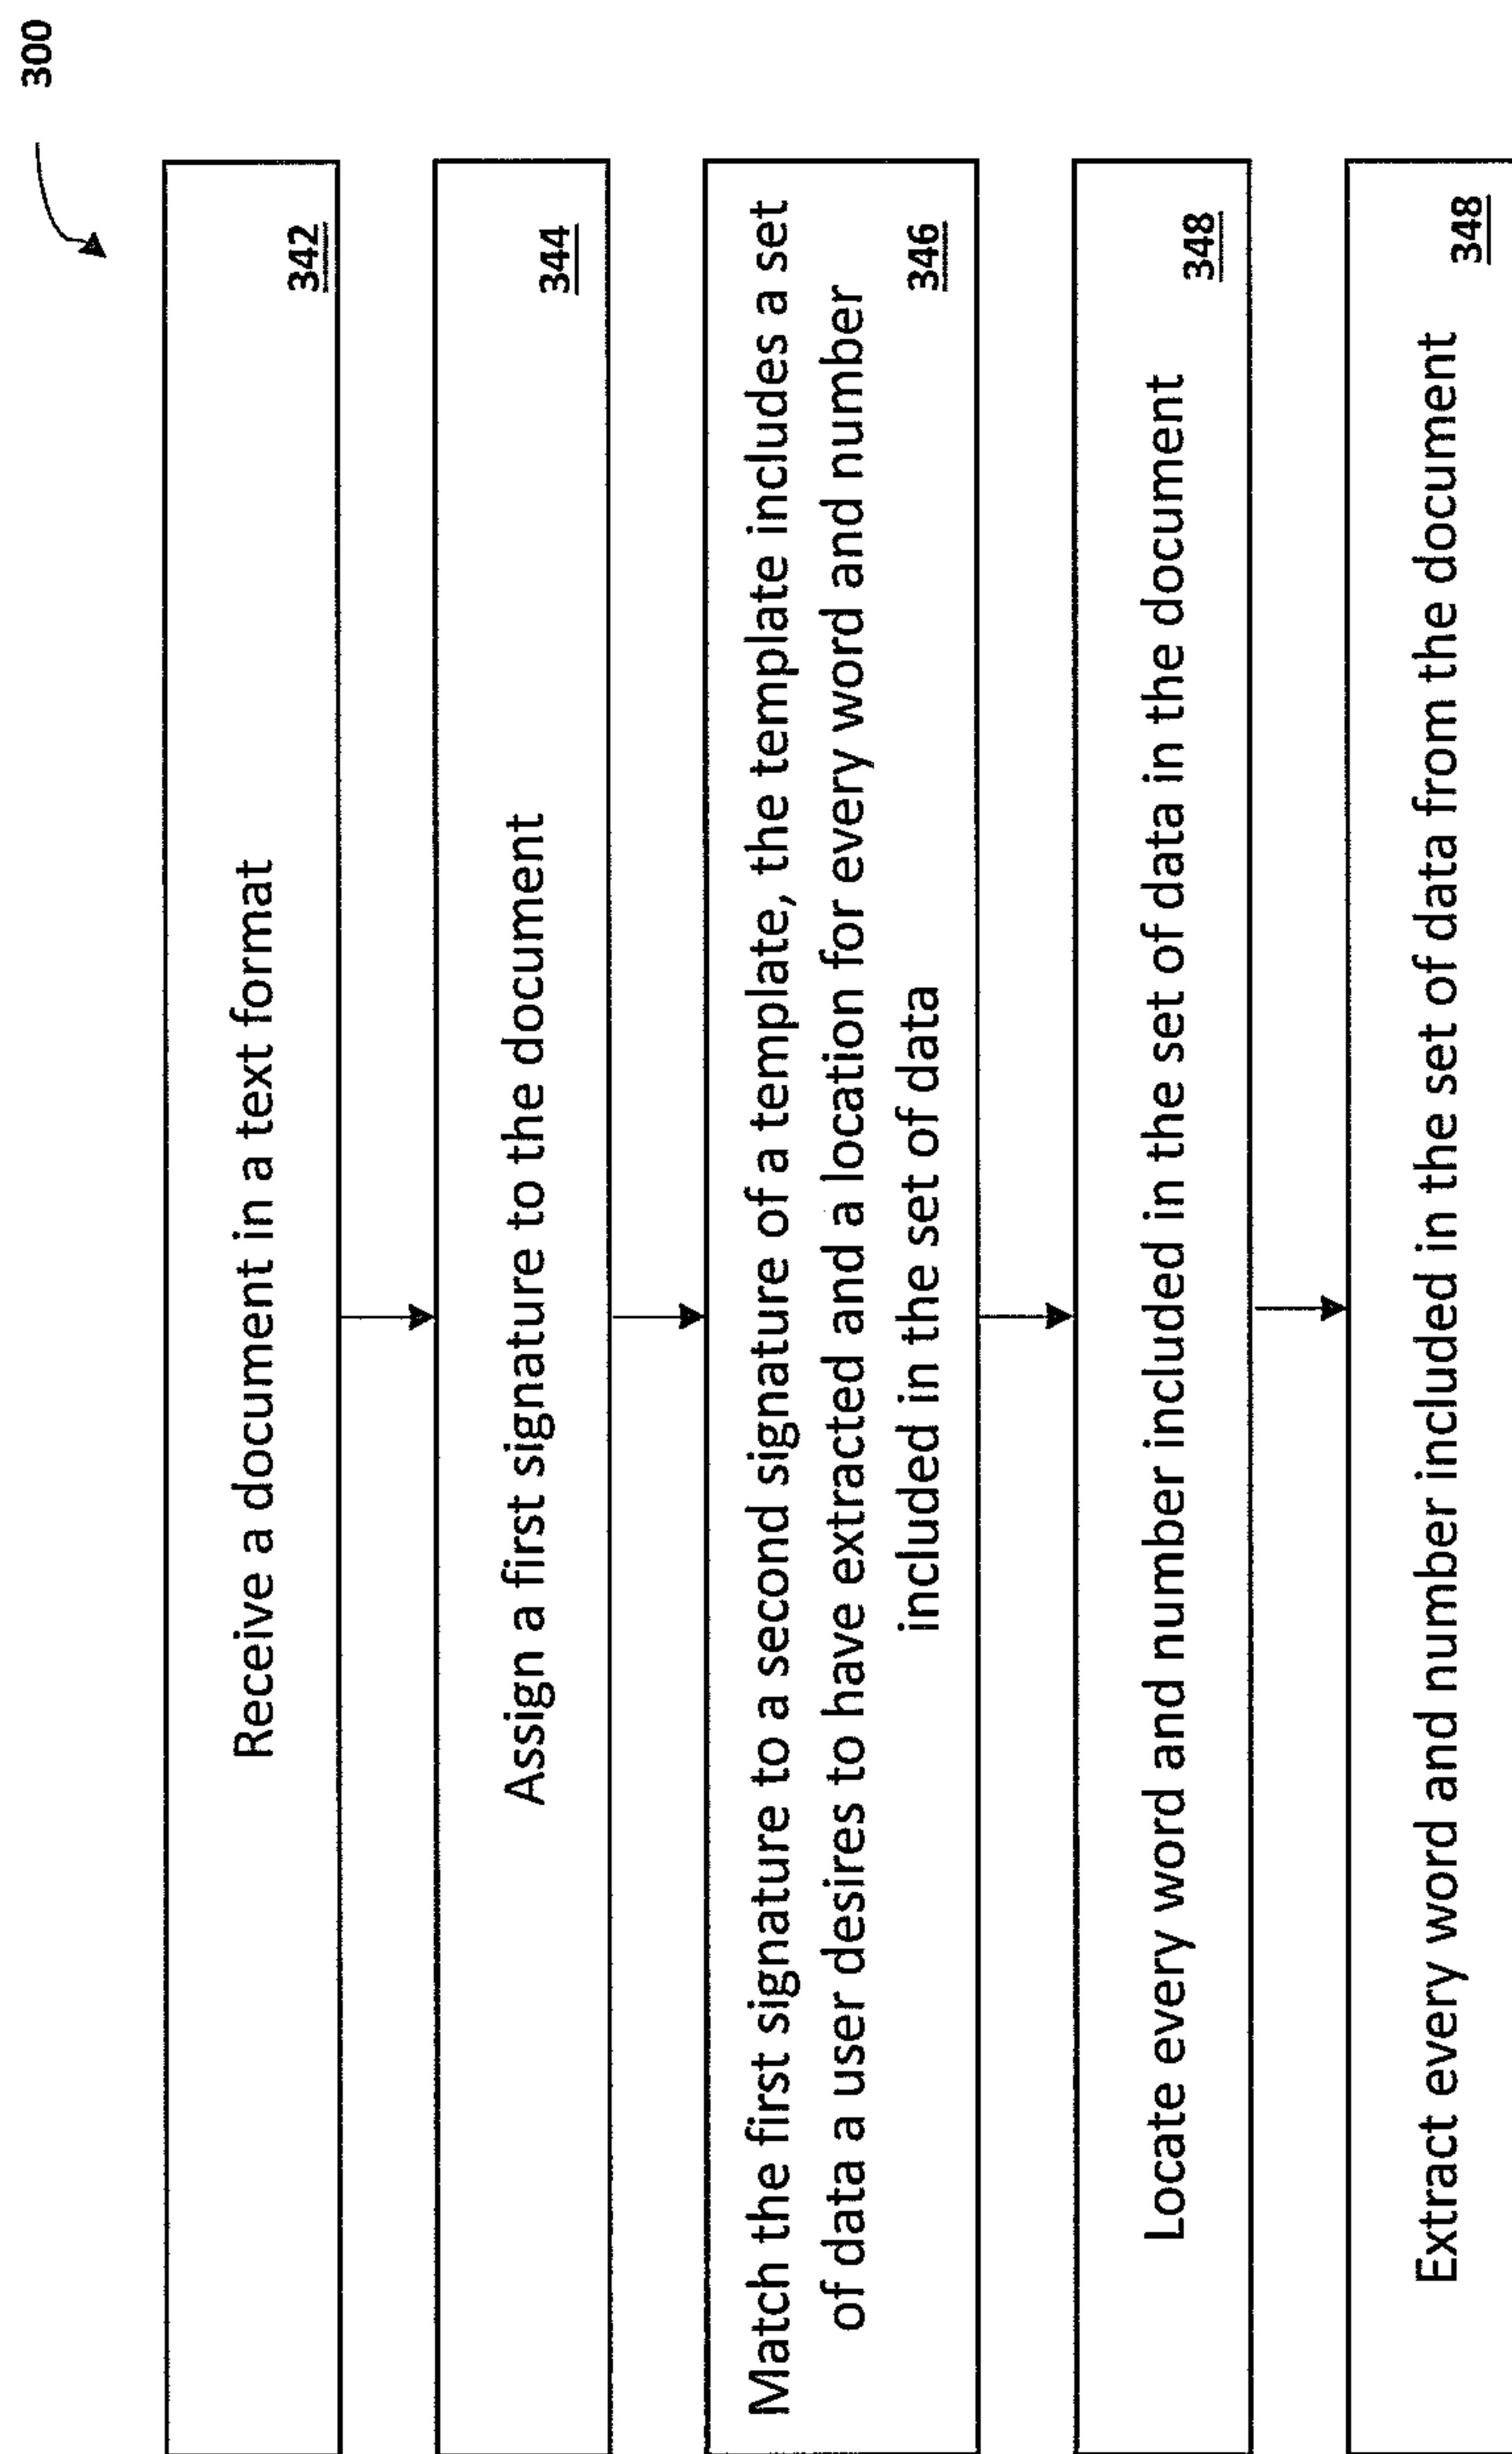 300
Receive a document in a text format
342
Assign a first signature to the document
344
Match the first signature to a second signature of a template, the template includes a set
of data a user desires to have extracted and a location for every word and number
included in the set of data
346
Locate every word and number included in the set of data in the document
348
Extract every word and number included in the set of data from the document
348